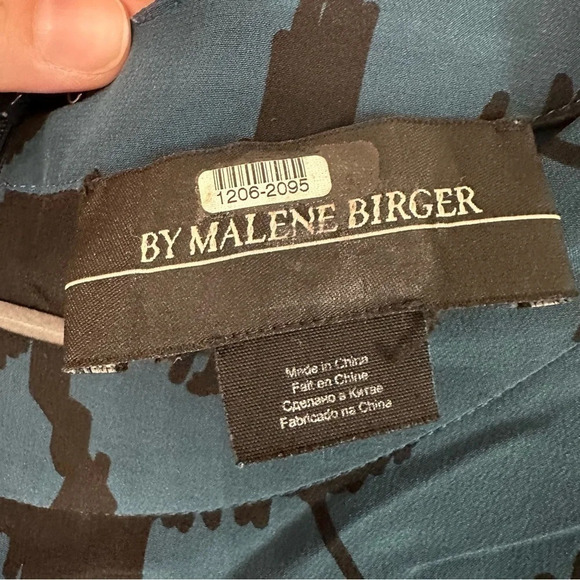 1206-2095
BY MALENE BIRGER
Made in China
Fait en Chine
Сделано в Китае
Fabricado na China